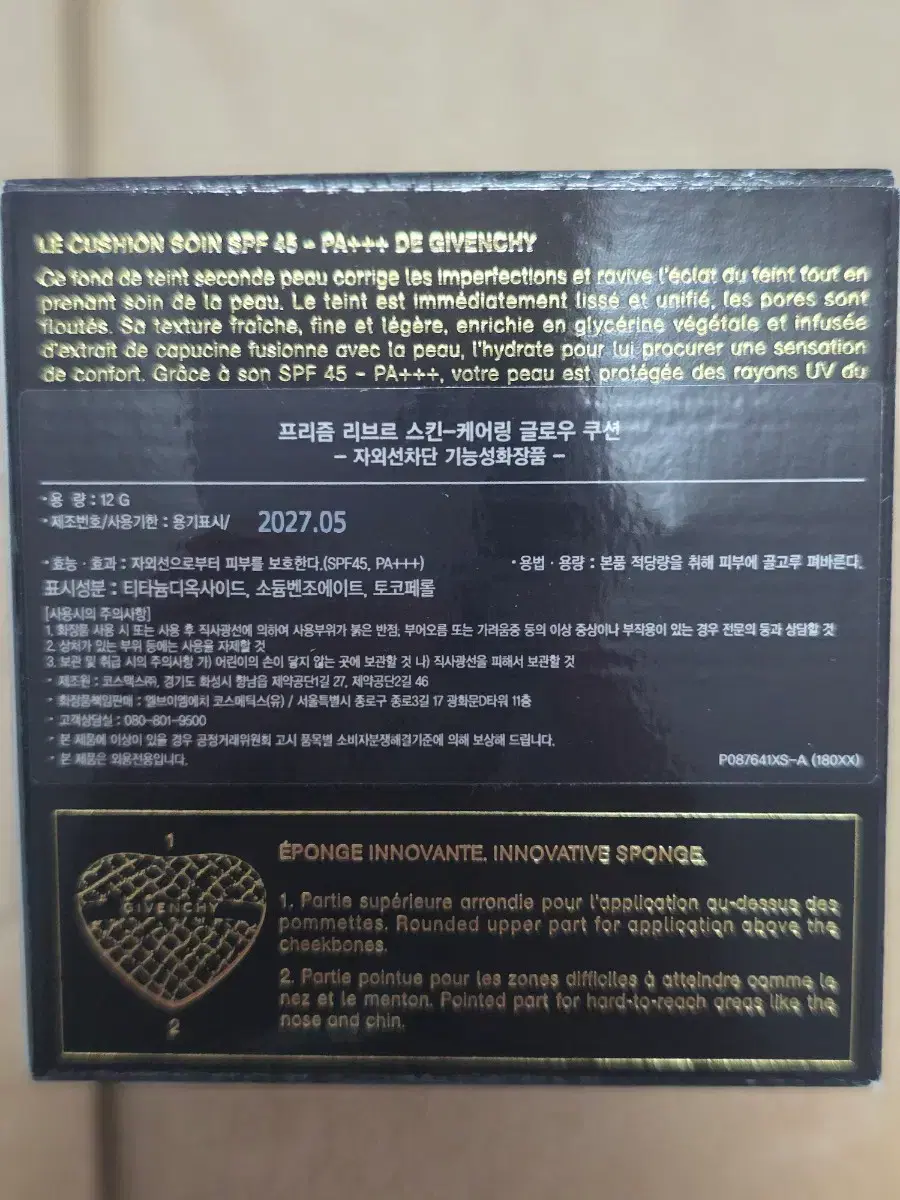 LE CUSHION SOIN SPF 45 - PA+++ DE GIVENCHY
Ce fond de teint seconde peau corrige les imperfections et ravive l'éclat du teint tout en
prenant soin de la peau. Le teint est immédiatement lissé et unifié, les pores sont
floutés. Sa texture fraîche, fine et légère, enrichie en glycérine végétale et infusée
d'extrait de capucine fusionne avec la peau, l'hydrate pour lui procurer une sensation
de confort. Grâce à son SPF 45 - PA+++, votre peau est protégée des rayons UV du
프리즘 리브르 스킨-케어링 글로우 쿠션
- 자외선차단 기능성화장품 -
• 용 량 : 12 G
• 제조번호/사용기한 : 용기표시/ 2027.05
• 효능 · 효과 : 자외선으로부터 피부를 보호한다.(SPF45, PA+++) • 용법 · 용량 : 본품 적당량을 취해 피부에 골고루 펴바른다.
표시성분 : 티타늄디옥사이드, 소듐벤조에이트, 토코페롤
[사용시의 주의사항]
1. 화장품 사용 시 또는 사용 후 직사광선에 의하여 사용부위가 붉은 반점, 부어오름 또는 가려움증 등의 이상 증상이나 부작용이 있는 경우 전문의 등과 상담할 것
2. 상처가 있는 부위 등에는 사용을 자제할 것
3. 보관 및 취급 시의 주의사항 가) 어린이의 손이 닿지 않는 곳에 보관할 것 나) 직사광선을 피해서 보관할 것
• 제조원 : 코스맥스㈜, 경기도 화성시 향남읍 제약공단1길 27, 제약공단2길 46
• 화장품책임판매 : 엘브이엠에치 코스메틱스(유) / 서울특별시 종로구 종로3길 17 광화문D타워 11층
• 고객상담실 : 080-801-9500
• 본 제품에 이상이 있을 경우 공정거래위원회 고시 품목별 소비자분쟁해결기준에 의해 보상해 드립니다.
• 본 제품은 외용전용입니다. P087641XS-A (180XX)
1
GIVENCHY
2
ÉPONGE INNOVANTE. INNOVATIVE SPONGE.
1. Partie supérieure arrondie pour l'application au-dessus des
pommettes. Rounded upper part for application above the
cheekbones.
2. Partie pointue pour les zones difficiles à atteindre comme le
nez et le menton. Pointed part for hard-to-reach areas like the
nose and chin.